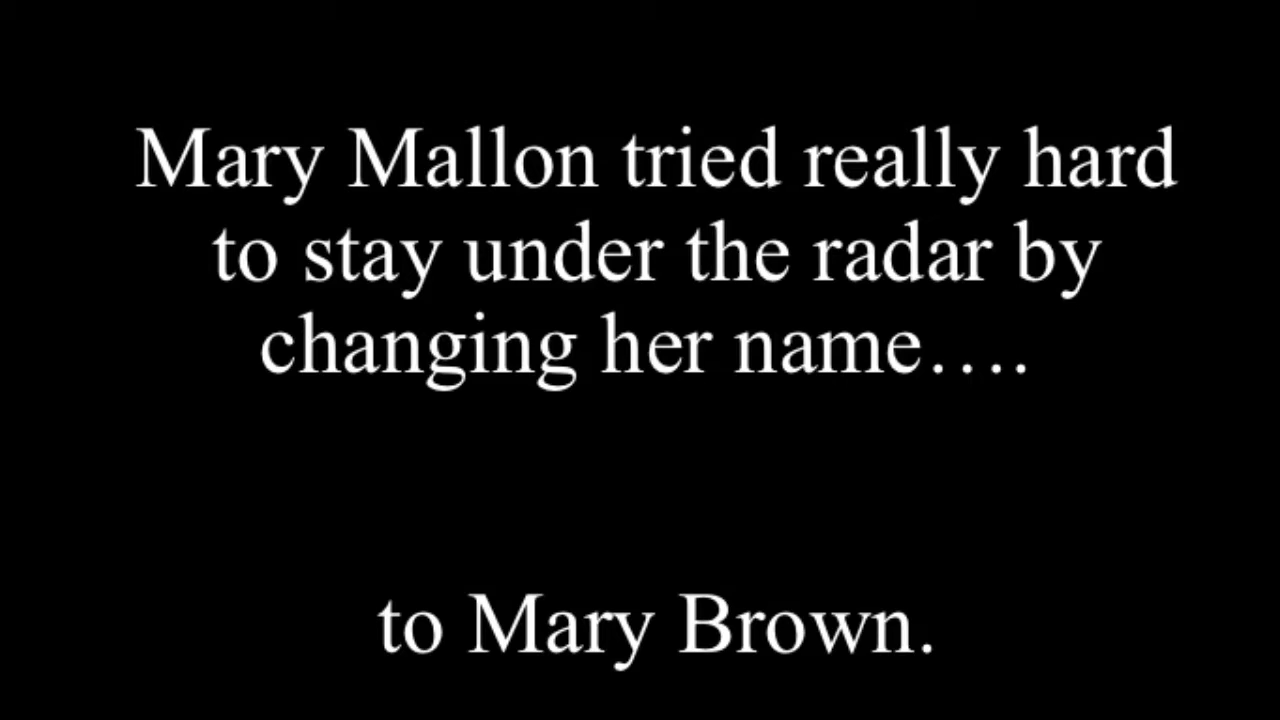 Mary Mallon tried really hard
to stay under the radar by
changing her name….
to Mary Brown.